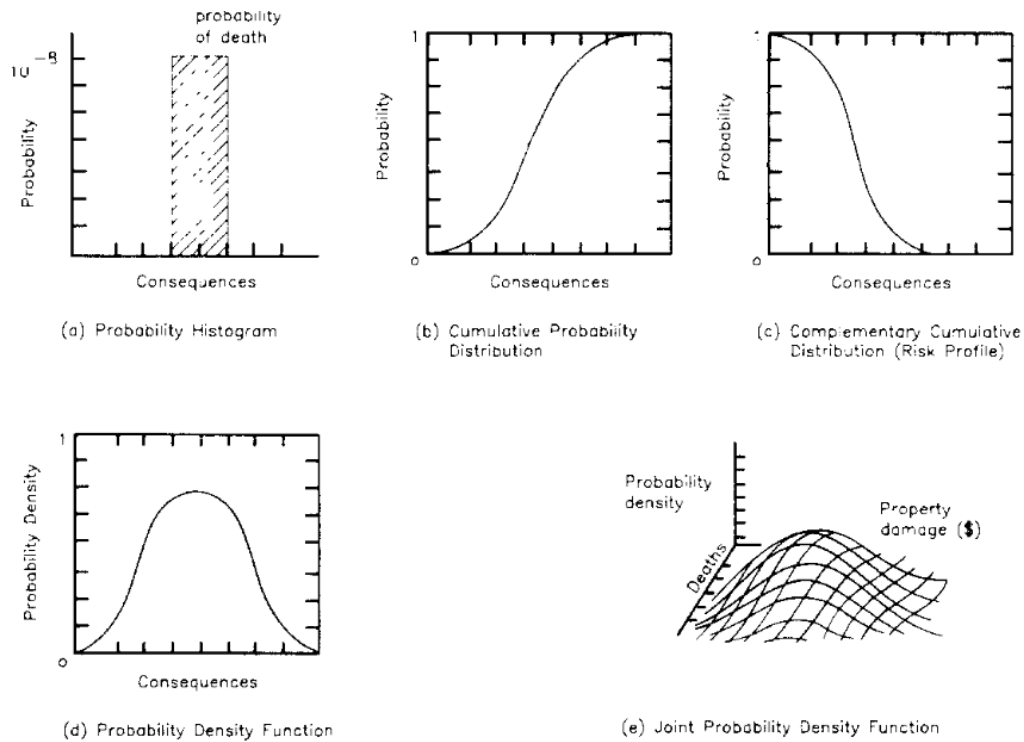 probability
of death
10 -8
Probability
Consequences
(a) Probability Histogram
1
Probability
0
Consequences
(b) Cumulative Probability
Distribution
1
Probability
0
Consequences
(c) Complementary Cumulative
Distribution (Risk Profile)
1
Probability Density
0
Consequences
(d) Probability Density Function
Probability
density
Deaths
Property
damage ($)
(e) Joint Probability Density Function